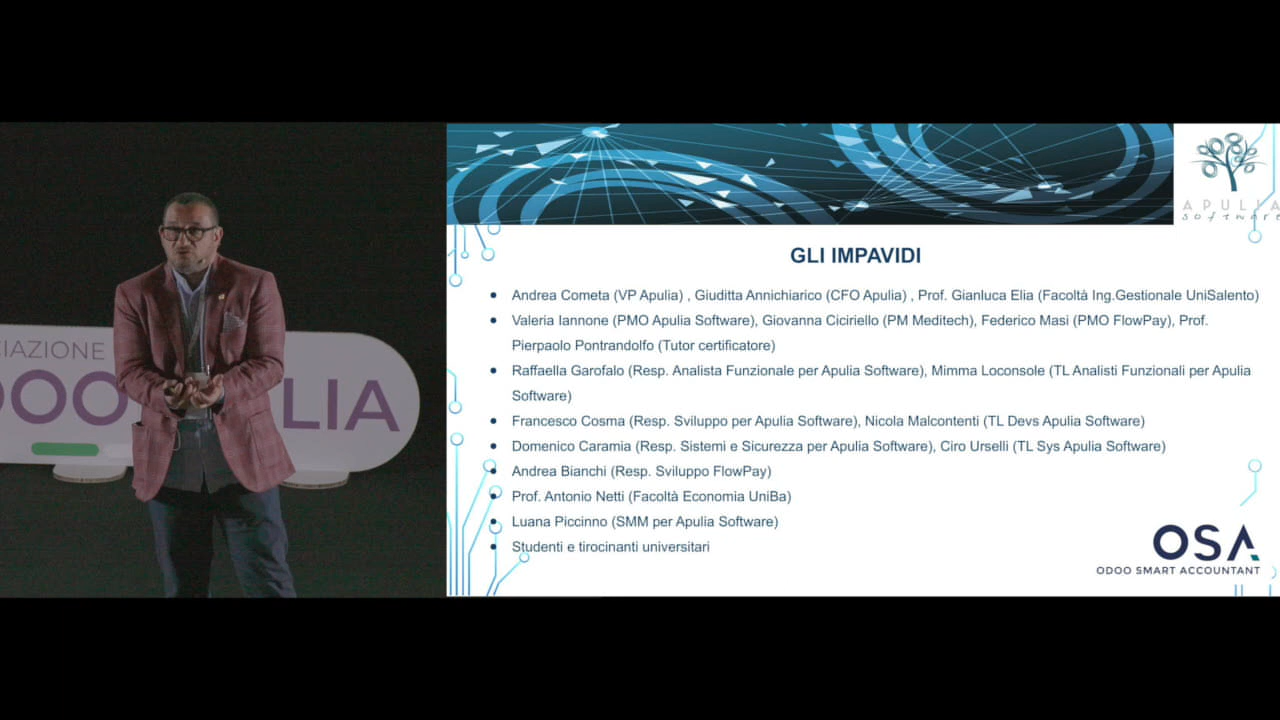 CIAZIONE
ODOO
LIA
APULIA
software
GLI IMPAVIDI
● Andrea Cometa (VP Apulia) , Giuditta Annichiarico (CFO Apulia) , Prof. Gianluca Elia (Facoltà Ing.Gestionale UniSalento)
● Valeria Iannone (PMO Apulia Software), Giovanna Ciciriello (PM Meditech), Federico Masi (PMO FlowPay), Prof.
Pierpaolo Pontrandolfo (Tutor certificatore)
● Raffaella Garofalo (Resp. Analista Funzionale per Apulia Software), Mimma Loconsole (TL Analisti Funzionali per Apulia
Software)
● Francesco Cosma (Resp. Sviluppo per Apulia Software), Nicola Malcontenti (TL Devs Apulia Software)
● Domenico Caramia (Resp. Sistemi e Sicurezza per Apulia Software), Ciro Urselli (TL Sys Apulia Software)
● Andrea Bianchi (Resp. Sviluppo FlowPay)
● Prof. Antonio Netti (Facoltà Economia UniBa)
● Luana Piccinno (SMM per Apulia Software)
● Studenti e tirocinanti universitari
OSA
ODOO SMART ACCOUNTANT